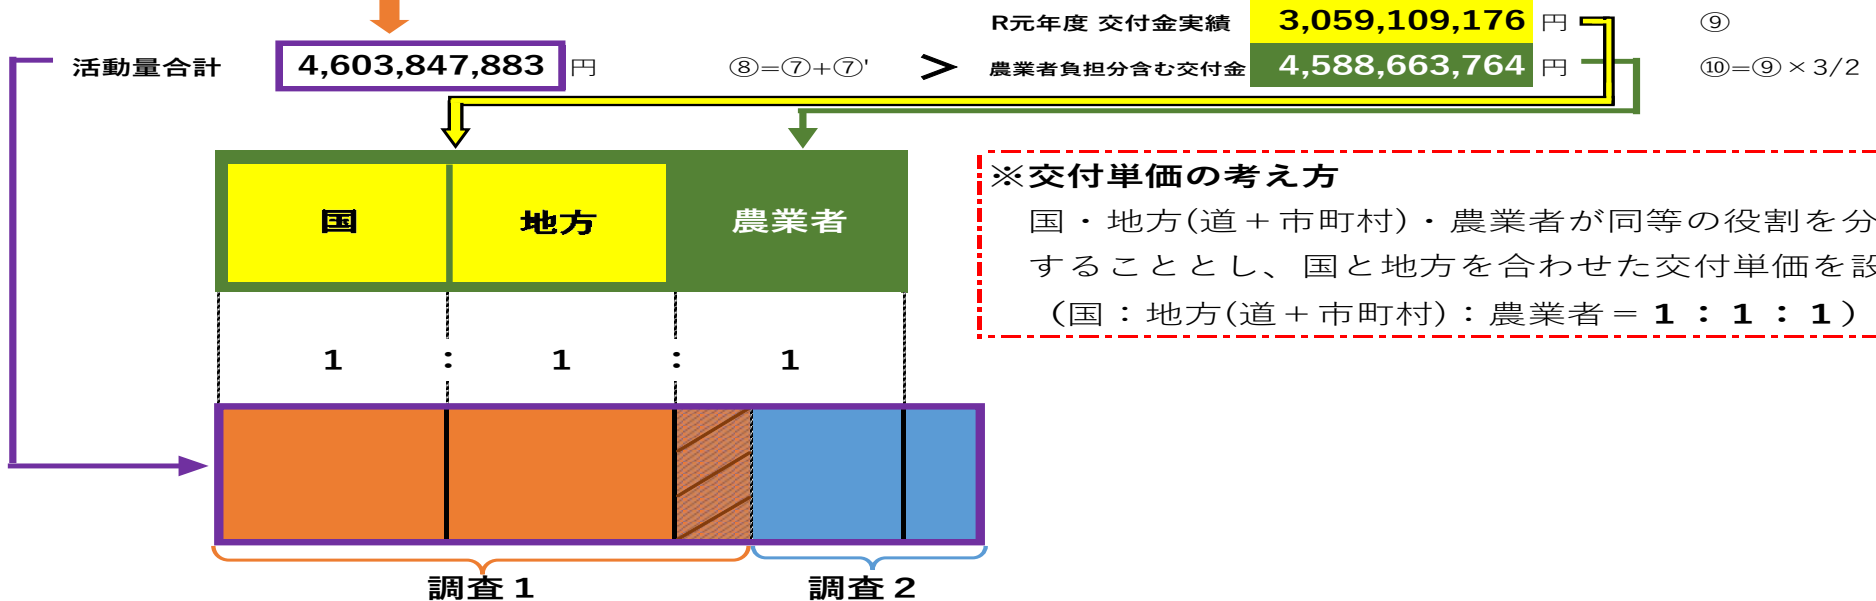 R元年度 交付金実績 3,059,109,176 円 ⑨
活動量合計 4,603,847,883 円 ⑧=⑦+⑦' > 農業者負担分含む交付金 4,588,663,764 円 ⑩=⑨×3/2
国 地方 農業者
※交付単価の考え方
国・地方(道+市町村)・農業者が同等の役割を分
することとし、国と地方を合わせた交付単価を設
(国:地方(道+市町村):農業者=1:1:1)
1 : 1 : 1
調査1 調査2